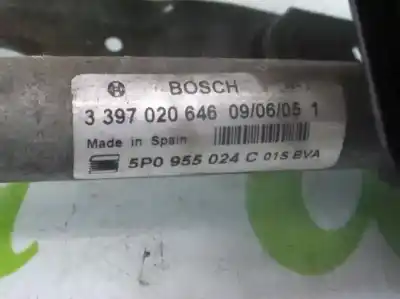 BOSCH
3 397 020 646 09/06/05 1
Made in Spain
5P0 955 024 C 01S BVA